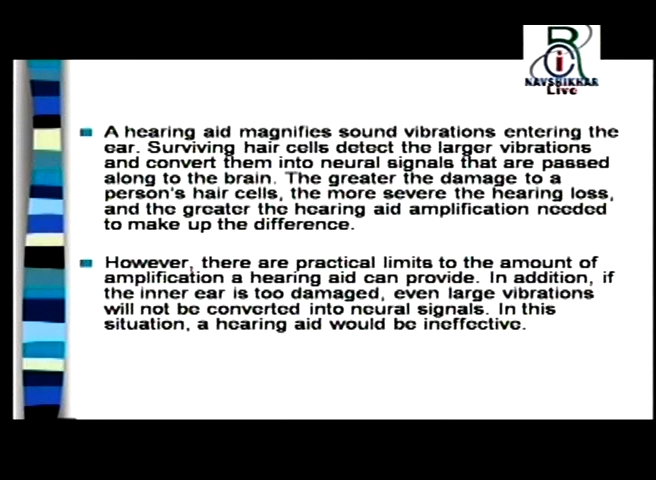 RCi
NAVSHIKHAR
Live
A hearing aid magnifies sound vibrations entering the
ear. Surviving hair cells detect the larger vibrations
and convert them into neural signals that are passed
along to the brain. The greater the damage to a
person's hair cells, the more severe the hearing loss,
and the greater the hearing aid amplification needed
to make up the difference.
However, there are practical limits to the amount of
amplification a hearing aid can provide. In addition, if
the inner ear is too damaged, even large vibrations
will not be converted into neural signals. In this
situation, a hearing aid would be ineffective.